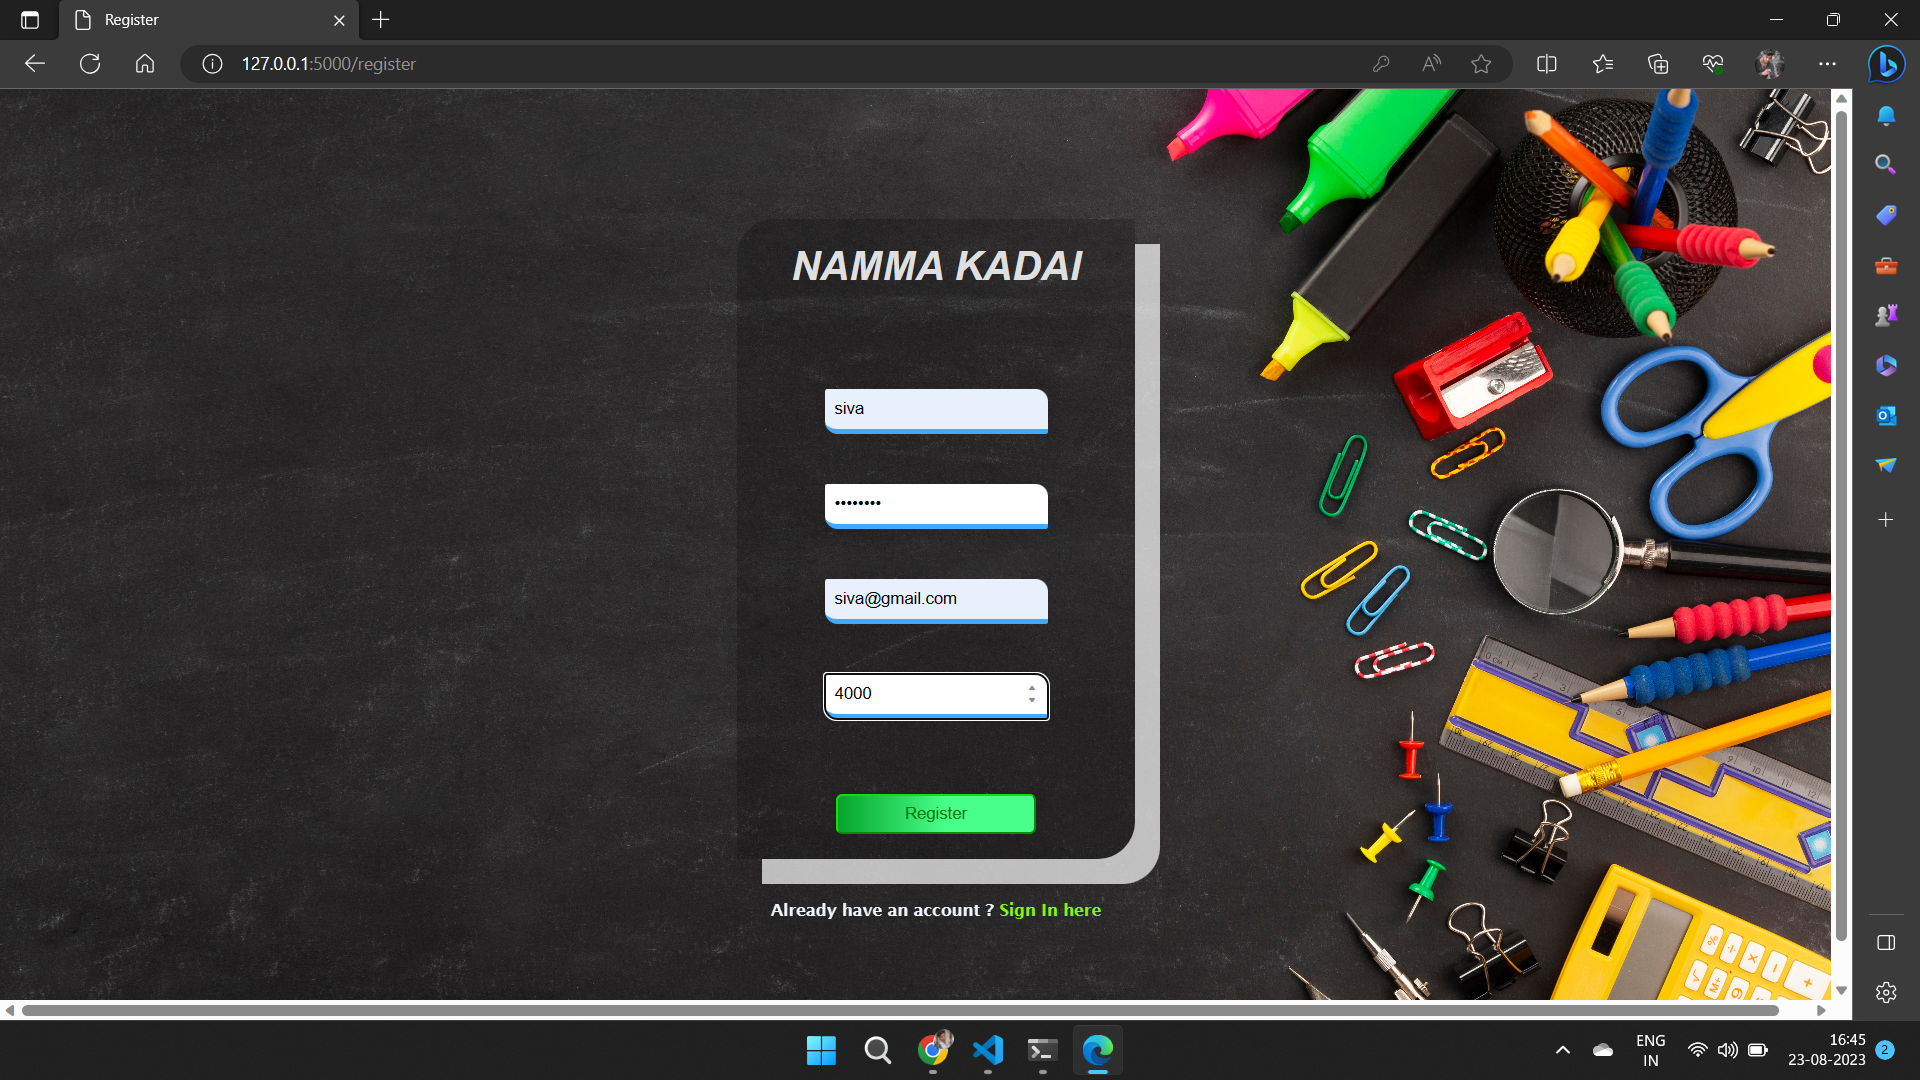 Register
127.0.0.1:5000/register
NAMMA KADAI
siva
••••••••
siva@gmail.com
4000
Register
Already have an account ? Sign In here
ENG
IN
16:45
23-08-2023
2